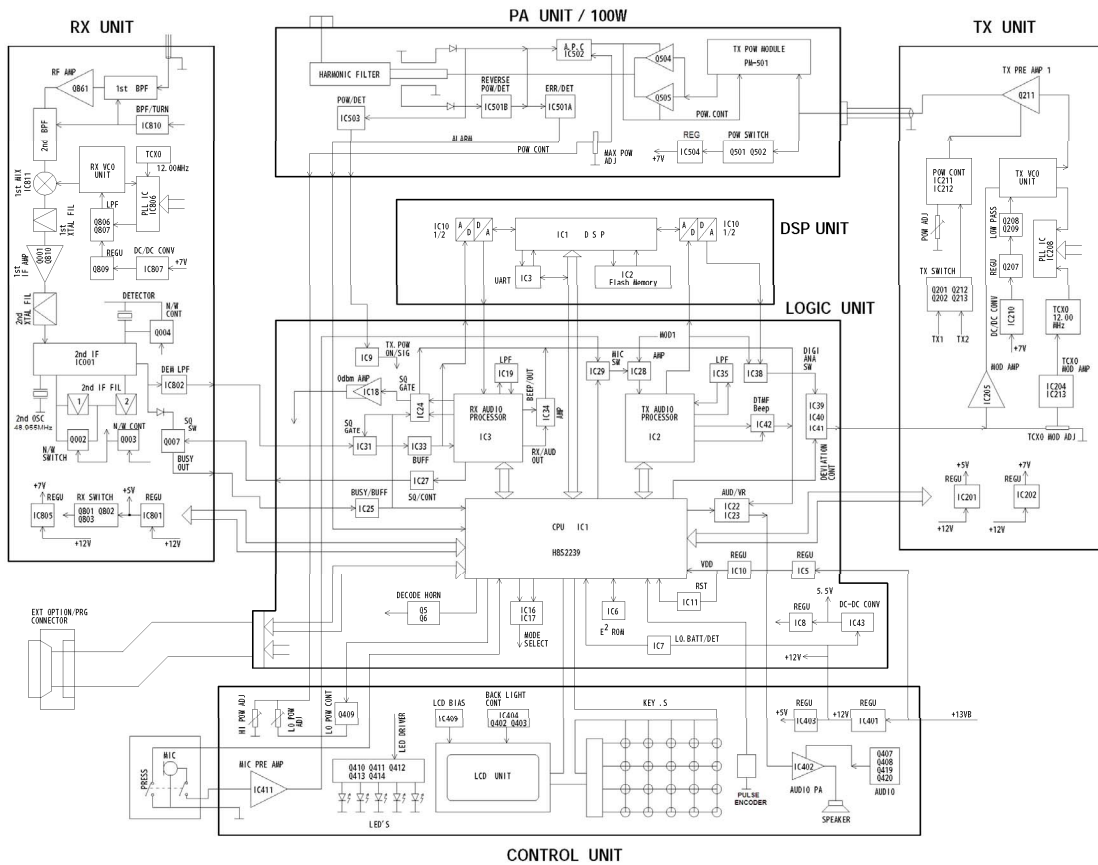 PA UNIT / 100W
RX UNIT
TX UNIT
RF AMP
Q861
1st BPF
BPF/TURN
IC810
2nd BPF
TCXO
12.00MHz
RX VCO
UNIT
PLL IC
IC806
1st MIX
IC811
LPF
Q806
Q807
1st
XTAL FIL
REGU
Q809
DC/DC CONV
IC807
+7V
1st
IF AMP
2nd
XTAL FIL
DETECTOR
N/W
CONT
Q004
2nd IF
IC001
DEW LPF
IC802
2nd IF FIL
1
2
2nd OSC
48.055MHz
N/W CONT
Q002
Q003
N/W
SWITCH
SQ
SW
Q007
BUSY
OUT
+7V
REGU
IC805
RX SWITCH
Q801 Q802
Q803
+5V
REGU
IC801
+12V
+12V
HARMONIC FILTER
A.P.C
IC502
Q504
Q505
TX POW MODULE
PM-501
REVERSE
POW/DET
IC501B
ERR/DET
IC501A
POW/DET
IC503
POW.CONT
ALARM
POW CONT
MAX POW
ADJ
REG
IC504
+7V
POW SWITCH
Q501 Q502
TX PRE AMP 1
Q211
POW CONT
IC211
IC212
POW ADJ
TX VCO
UNIT
LOW PASS
Q208
Q209
PLL IC
IC208
REGU
Q207
TX SWITCH
Q201
Q202
Q212
Q213
TX1
TX2
DC/DC CONV
IC210
+7V
TCXO
12.00
MHz
MOD AMP
IC205
TCXO
MOD AMP
IC204
IC213
TCXO MOD ADJ
+5V
REGU
IC201
+12V
+7V
REGU
IC202
+12V
DSP UNIT
IC10
1/2
A
D
D
A
IC1 D S P
A
D
D
A
IC10
1/2
UART
IC3
IC2
Flash Memory
LOGIC UNIT
IC9
TX.POW
ON/SIG
0dbm AMP
IC18
SQ
GATE
IC24
LPF
IC19
BEEP/OUT
IC34
AMP
RX AUDIO
PROCESSOR
IC3
RX/AUD
OUT
SQ
GATE
IC31
IC33
BUFF
IC27
SQ/CONT
BUSY/BUFF
IC25
MIC
SW
IC29
MOD1
AMP
IC28
LPF
IC35
IC38
DIGI
ANA
SW
IC39
IC40
IC41
TX AUDIO
PROCESSOR
IC2
DTMF
Beep
IC42
DEVIATION
CONT
AUD/VR
IC22
IC23
CPU IC1
H8S2239
VDD
REGU
IC10
REGU
IC5
RST
IC11
5.5V
REGU
IC8
DC-DC CONV
IC43
DECODE HORN
Q5
Q6
IC16
IC17
MODE
SELECT
IC6
E2 ROM
IC7
LO.BATT/DET
+12V
EXT OPTION/PRG
CONNECTOR
PRESS
MIC
HI POW ADJ
LO POW
ADI
LO POW CONT
Q409
MIC PRE AMP
IC411
LED DRIVER
Q410 Q411 Q412
Q413 Q414
LED'S
LCD BIAS
IC409
BACK LIGHT
CONT
IC404
Q402 Q403
LCD UNIT
KEY .S
PULSE
ENCODER
+5V
REGU
IC403
+12V
REGU
IC401
+13VB
IC402
AUDIO PA
SPEAKER
Q407
Q408
Q419
Q420
AUDIO
CONTROL UNIT